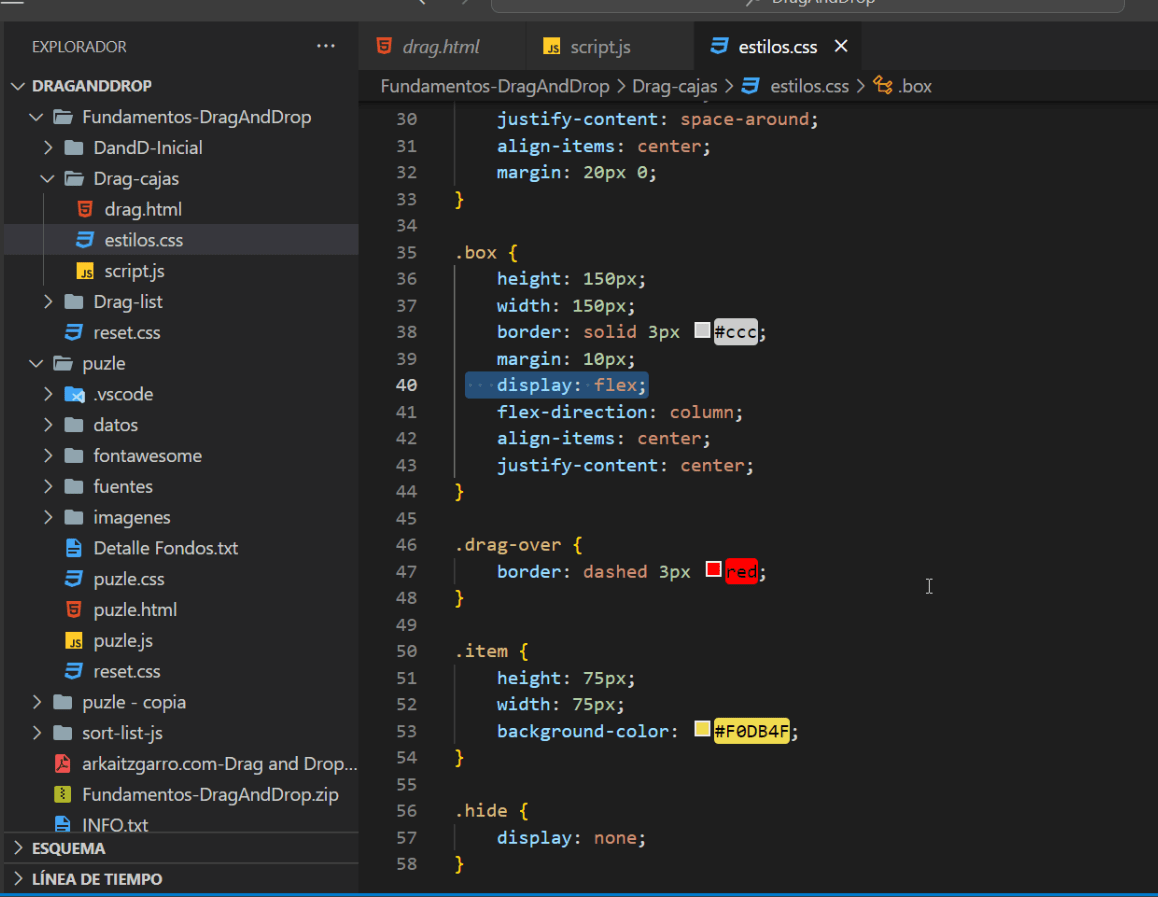 DragAndDrop
EXPLORADOR
DRAGANDDROP
Fundamentos-DragAndDrop
DandD-Inicial
Drag-cajas
drag.html
estilos.css
JS script.js
Drag-list
reset.css
puzle
.vscode
datos
fontawesome
fuentes
imagenes
Detalle Fondos.txt
puzle.css
puzle.html
JS puzle.js
reset.css
puzle - copia
sort-list-js
arkaitzgarro.com-Drag and Drop...
Fundamentos-DragAndDrop.zip
INFO.txt
ESQUEMA
LÍNEA DE TIEMPO
drag.html JS script.js estilos.css
Fundamentos-DragAndDrop > Drag-cajas > estilos.css > .box
30 justify-content: space-around;
31 align-items: center;
32 margin: 20px 0;
33 }
34
35 .box {
36 height: 150px;
37 width: 150px;
38 border: solid 3px #ccc;
39 margin: 10px;
40 display: flex;
41 flex-direction: column;
42 align-items: center;
43 justify-content: center;
44 }
45
46 .drag-over {
47 border: dashed 3px red;
48 }
49
50 .item {
51 height: 75px;
52 width: 75px;
53 background-color: #F0DB4F;
54 }
55
56 .hide {
57 display: none;
58 }